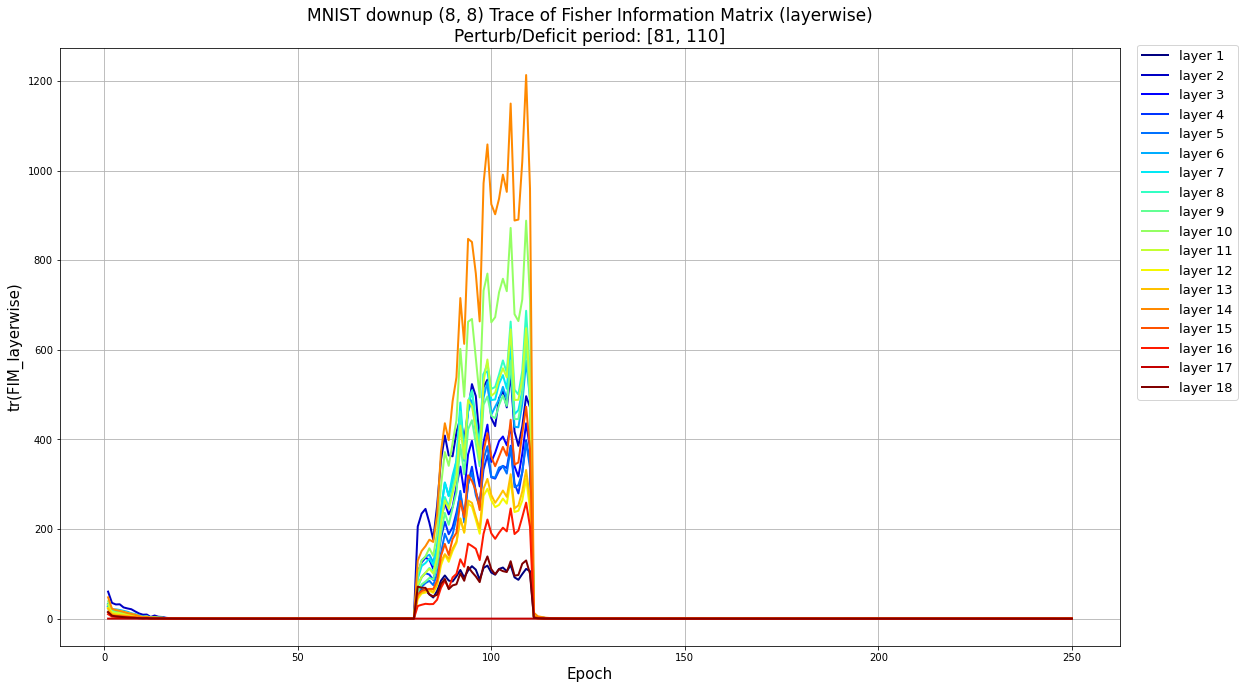 MNIST downup (8, 8) Trace of Fisher Information Matrix (layerwise)
Perturb/Deficit period: [81, 110]
tr(FIM_layerwise)
1200
1000
800
600
400
200
0
0
50
100
150
200
250
Epoch
layer 1
layer 2
layer 3
layer 4
layer 5
layer 6
layer 7
layer 8
layer 9
layer 10
layer 11
layer 12
layer 13
layer 14
layer 15
layer 16
layer 17
layer 18